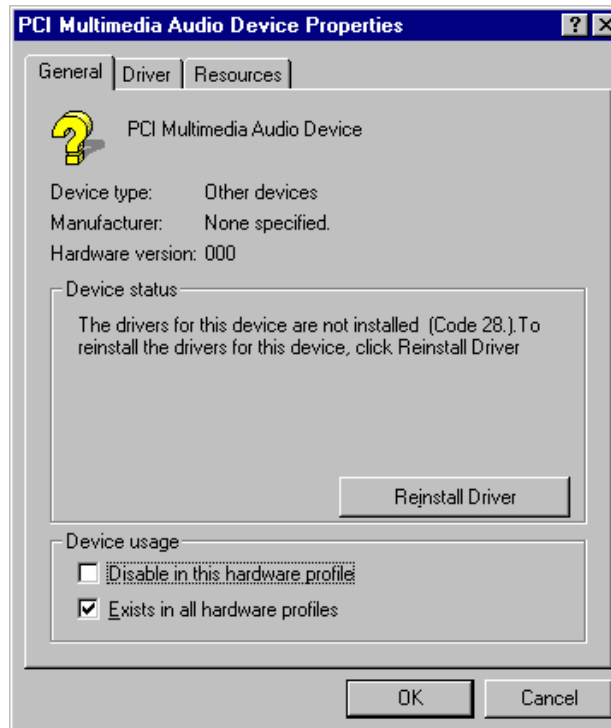 PCI Multimedia Audio Device Properties
General
Driver
Resources
PCI Multimedia Audio Device
Device type: Other devices
Manufacturer: None specified.
Hardware version: 000
Device status
The drivers for this device are not installed (Code 28.).To
reinstall the drivers for this device, click Reinstall Driver
Reinstall Driver
Device usage
Disable in this hardware profile
Exists in all hardware profiles
OK
Cancel